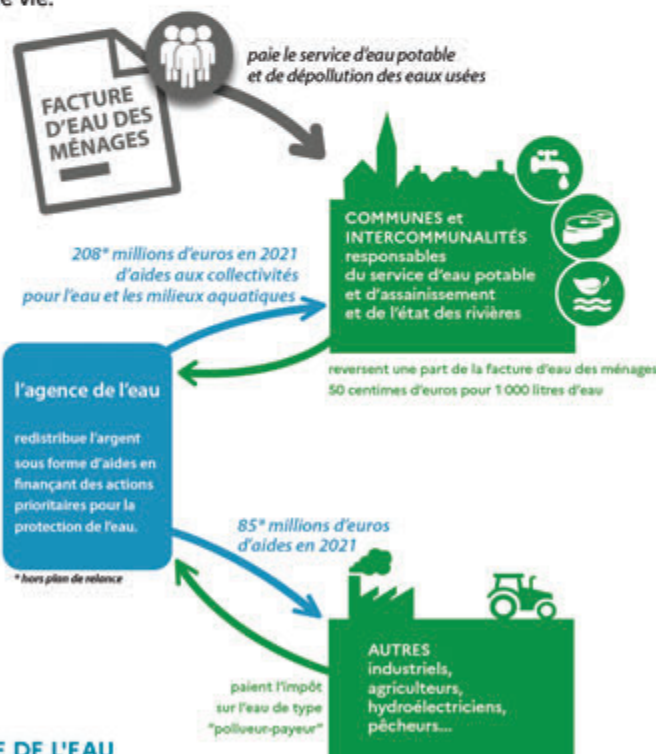 e vie.
FACTURE
D'EAU DES
MÉNAGES
paie le service d'eau potable
et de dépollution des eaux usées
COMMUNES et
INTERCOMMUNALITÉS
responsables
du service d'eau potable
et d'assainissement
et de l'état des rivières
208* millions d'euros en 2021
d'aides aux collectivités
pour l'eau et les milieux aquatiques
reversent une part de la facture d'eau des ménages
50 centimes d'euros pour 1 000 litres d'eau
l'agence de l'eau
redistribue l'argent
sous forme d'aides en
finançant des actions
prioritaires pour la
protection de l'eau.
* hors plan de relance
85* millions d'euros
d'aides en 2021
paient l'impôt
sur l'eau de type
"pollueur-payeur"
AUTRES
industriels,
agriculteurs,
hydroélectriciens,
pêcheurs...
E DE L'EAU